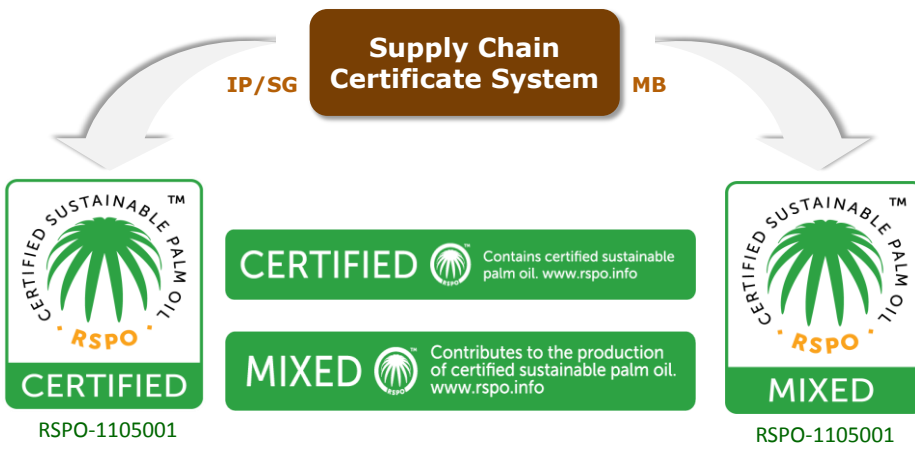 Supply Chain
Certificate System
IP/SG
MB
CERTIFIED SUSTAINABLE PALM OIL
TM
· RSPO ·
CERTIFIED
RSPO-1105001
CERTIFIED
TM
RSPO
Contains certified sustainable
palm oil. www.rspo.info
MIXED
TM
RSPO
Contributes to the production
of certified sustainable palm oil.
www.rspo.info
CERTIFIED SUSTAINABLE PALM OIL
TM
· RSPO ·
MIXED
RSPO-1105001